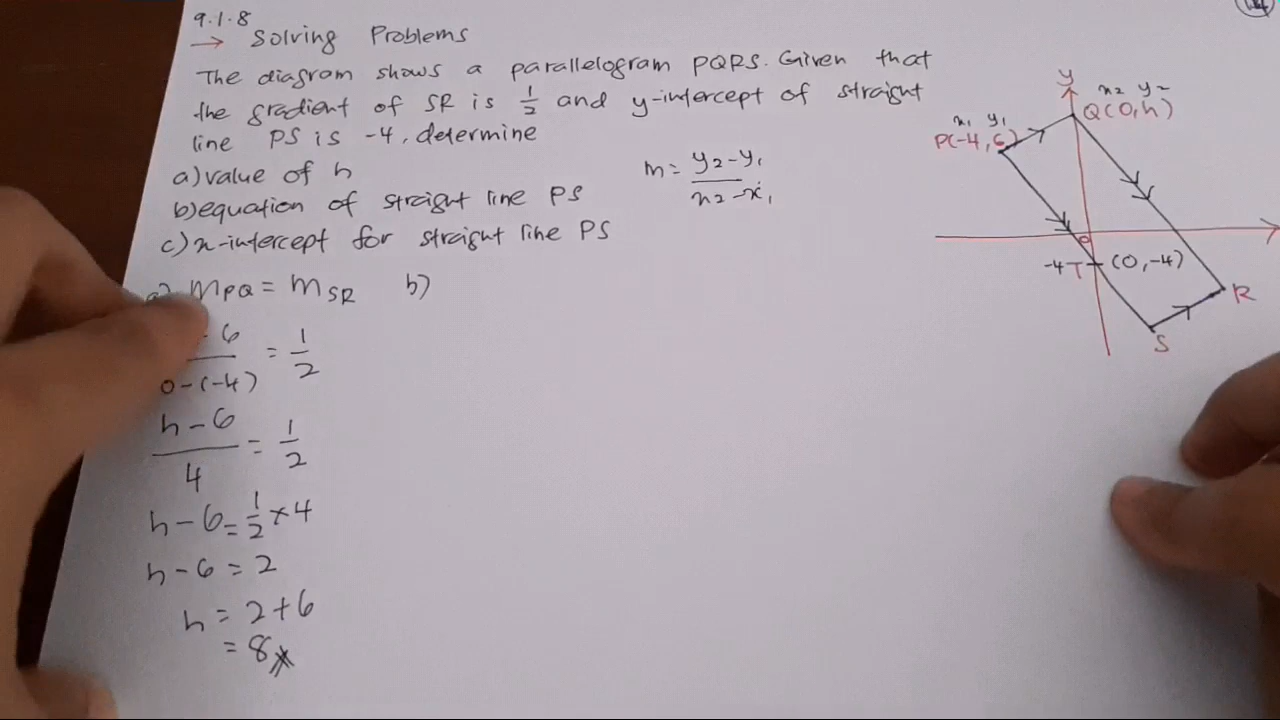 9.1.8
→ Solving Problems
The diagram shows a parallelogram PQRS. Given that
the gradient of SR is 1/2 and y-intercept of straight
line PS is -4, determine
a) value of h
b) equation of straight line PS
c) x-intercept for straight line PS
m = (y2 - y1)/(x2 - x1)
a) mPQ = mSR b)
- 6 / 0-(-4) = 1/2
h - 6 / 4 = 1/2
h - 6 = 1/2 × 4
h - 6 = 2
h = 2 + 6
= 8
y
x2 y2
Q(0,h)
x1 y1
P(-4,6)
-4 T (0,-4)
R
S